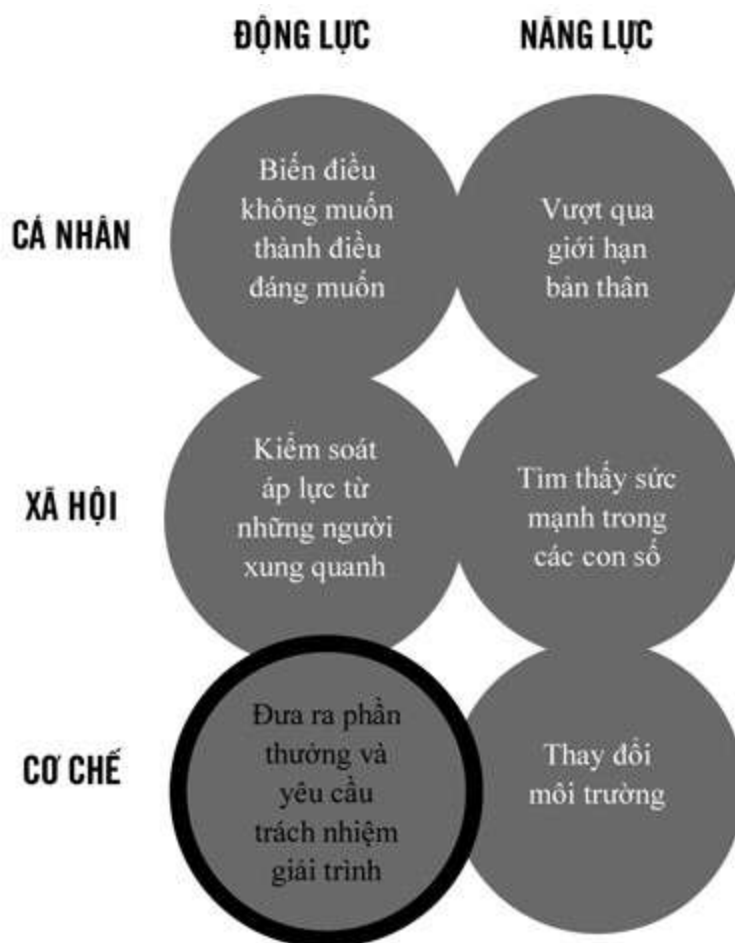 ĐỘNG LỰC
NĂNG LỰC
CÁ NHÂN
Biến điều
không muốn
thành điều
đáng muốn
Vượt qua
giới hạn
bản thân
XÃ HỘI
Kiểm soát
áp lực từ
những người
xung quanh
Tìm thấy sức
mạnh trong
các con số
CƠ CHẾ
Đưa ra phần
thưởng và
yêu cầu
trách nhiệm
giải trình
Thay đổi
môi trường